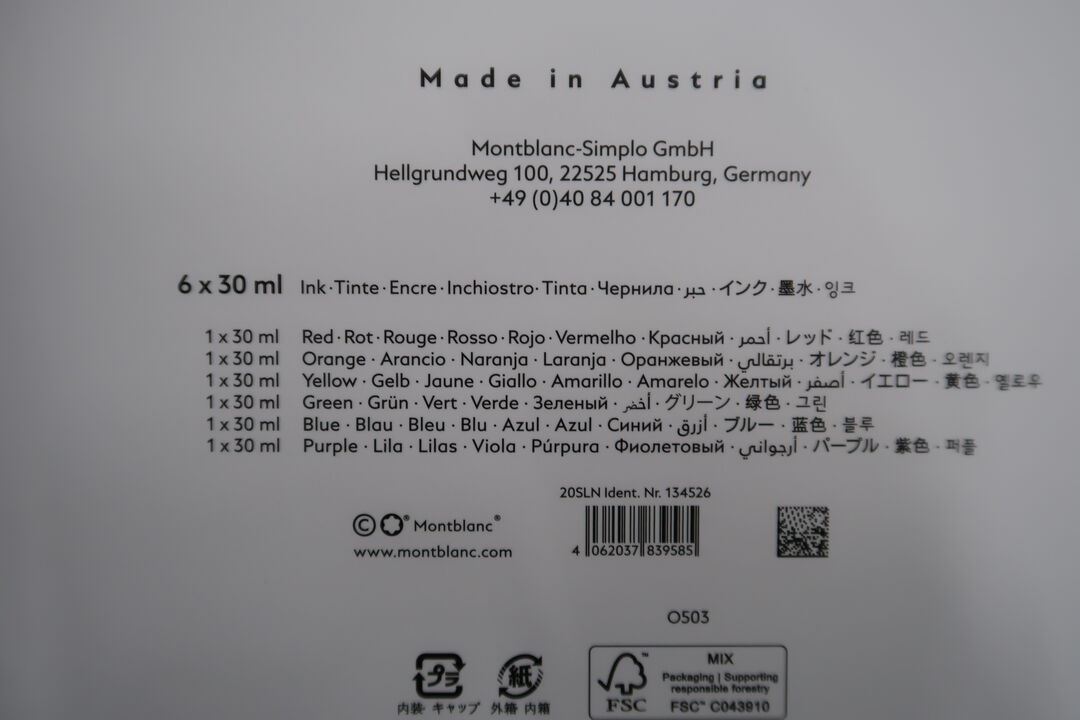 Made in Austria
Montblanc-Simplo GmbH
Hellgrundweg 100, 22525 Hamburg, Germany
+49 (0)40 84 001 170
6 x 30 ml Ink · Tinte · Encre · Inchiostro · Tinta · Чернила · حبر · インク · 墨水 · 잉크
1 x 30 ml Red · Rot · Rouge · Rosso · Rojo · Vermelho · Красный · أحمر · レッド · 红色 · 레드
1 x 30 ml Orange · Arancio · Naranja · Laranja · Оранжевый · برتقالي · オレンジ · 橙色 · 오렌지
1 x 30 ml Yellow · Gelb · Jaune · Giallo · Amarillo · Amarelo · Желтый · أصفر · イエロー · 黄色 · 옐로우
1 x 30 ml Green · Grün · Vert · Verde · Зеленый · أخضر · グリーン · 绿色 · 그린
1 x 30 ml Blue · Blau · Bleu · Blu · Azul · Azul · Синий · أزرق · ブルー · 蓝色 · 블루
1 x 30 ml Purple · Lila · Lilas · Viola · Púrpura · Фиолетовый · أرجواني · パープル · 紫色 · 퍼플
20SLN Ident. Nr. 134526
© ® Montblanc®
www.montblanc.com
4 062037 839585
O503
プラ 紙
内装 · キャップ 外箱 · 内箱
FSC™
MIX
Packaging | Supporting
responsible forestry
FSC™ C043910